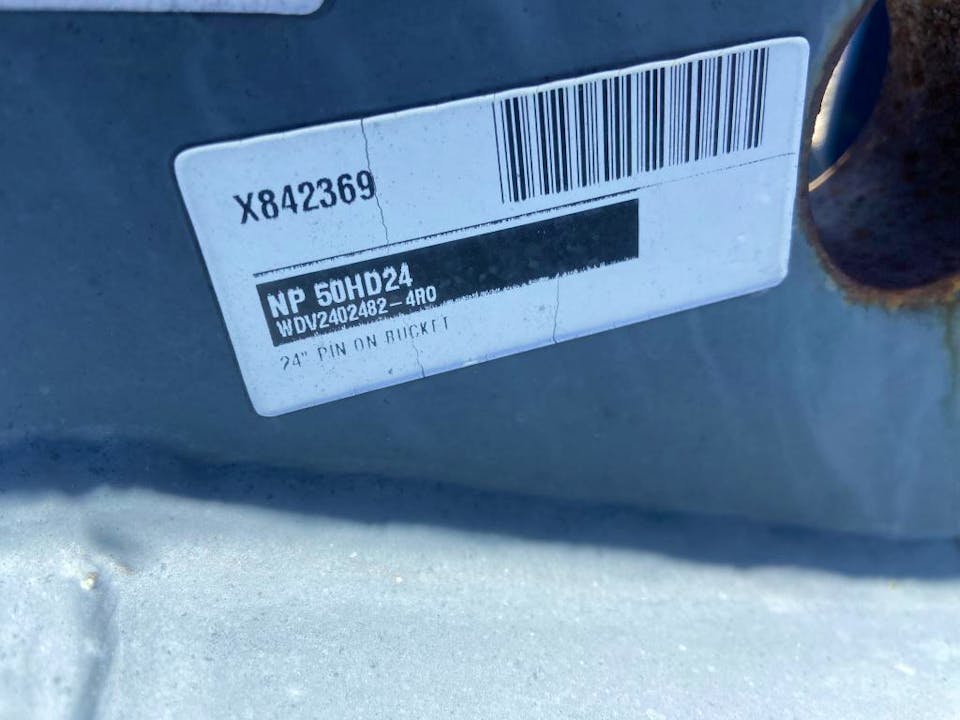 X842369
NP 50HD24
WDV2402482-4R0
24" PIN ON BUCKET